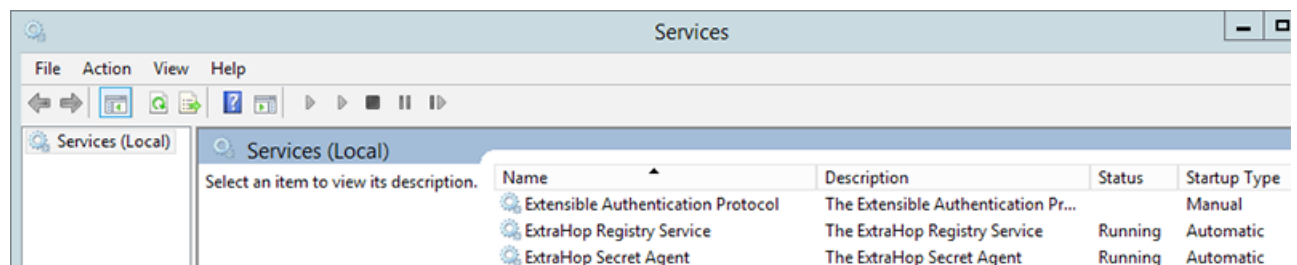 Services
File Action View Help
Services (Local)
Services (Local)
Select an item to view its description.
Name Description Status Startup Type
Extensible Authentication Protocol The Extensible Authentication Pr... Manual
ExtraHop Registry Service The ExtraHop Registry Service Running Automatic
ExtraHop Secret Agent The ExtraHop Secret Agent Running Automatic